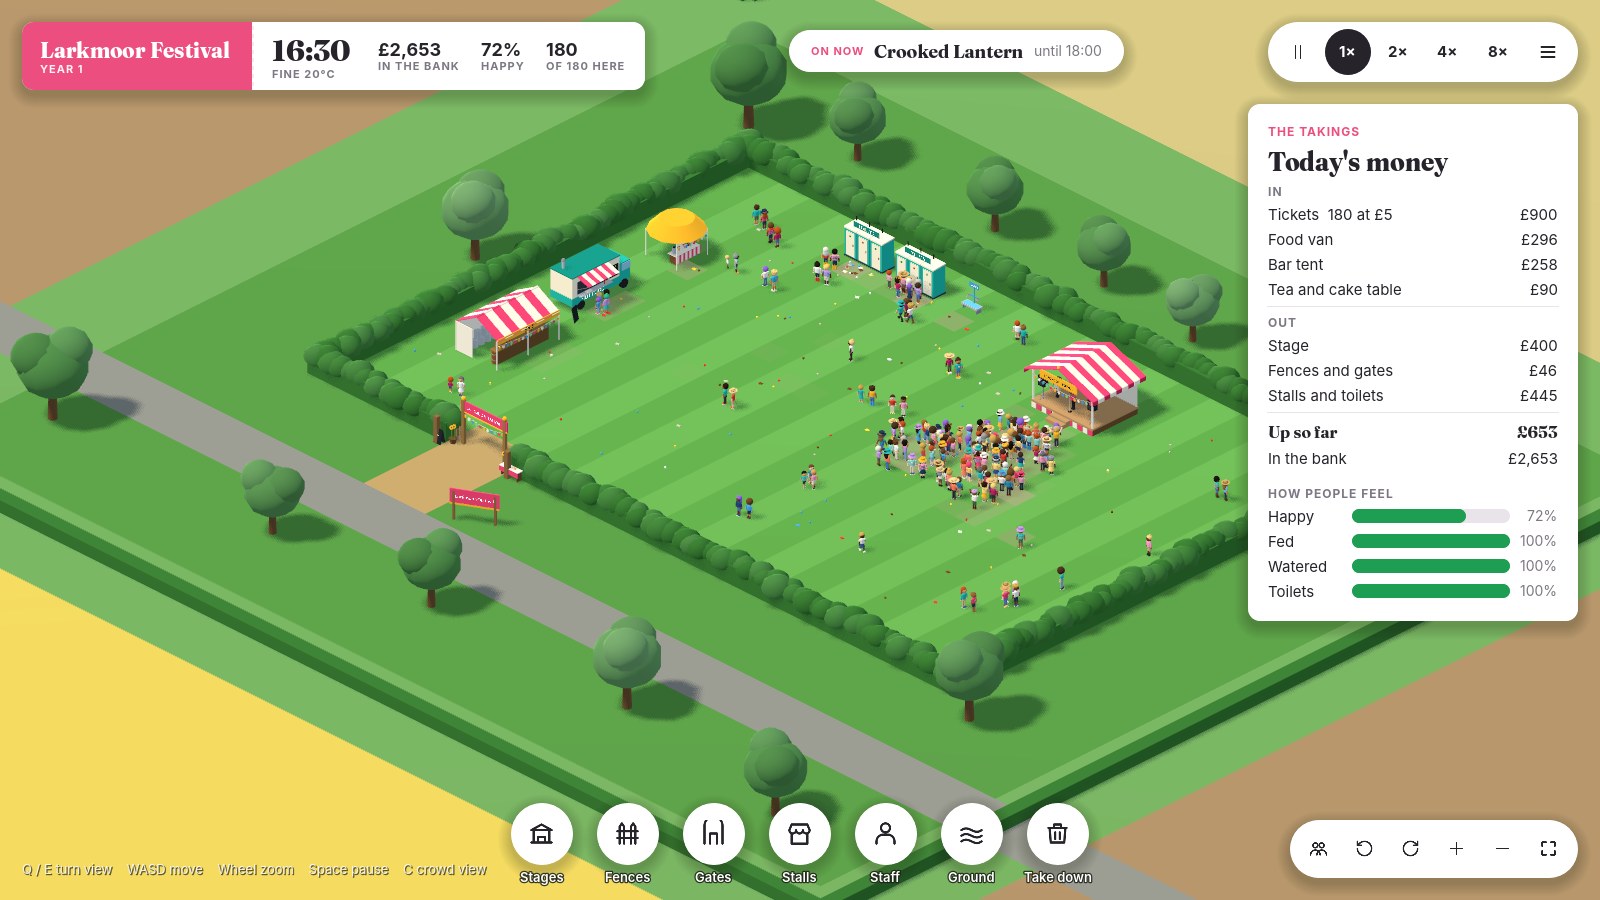 Larkmoor Festival
YEAR 1
16:30
FINE 20°C
£2,653
IN THE BANK
72%
HAPPY
180
OF 180 HERE
ON NOW Crooked Lantern until 18:00
1× 2× 4× 8×
THE TAKINGS
Today's money
IN
Tickets 180 at £5 £900
Food van £296
Bar tent £258
Tea and cake table £90
OUT
Stage £400
Fences and gates £46
Stalls and toilets £445
Up so far £653
In the bank £2,653
HOW PEOPLE FEEL
Happy 72%
Fed 100%
Watered 100%
Toilets 100%
Q / E turn view WASD move Wheel zoom Space pause C crowd view
Stages Fences Gates Stalls Staff Ground Take down